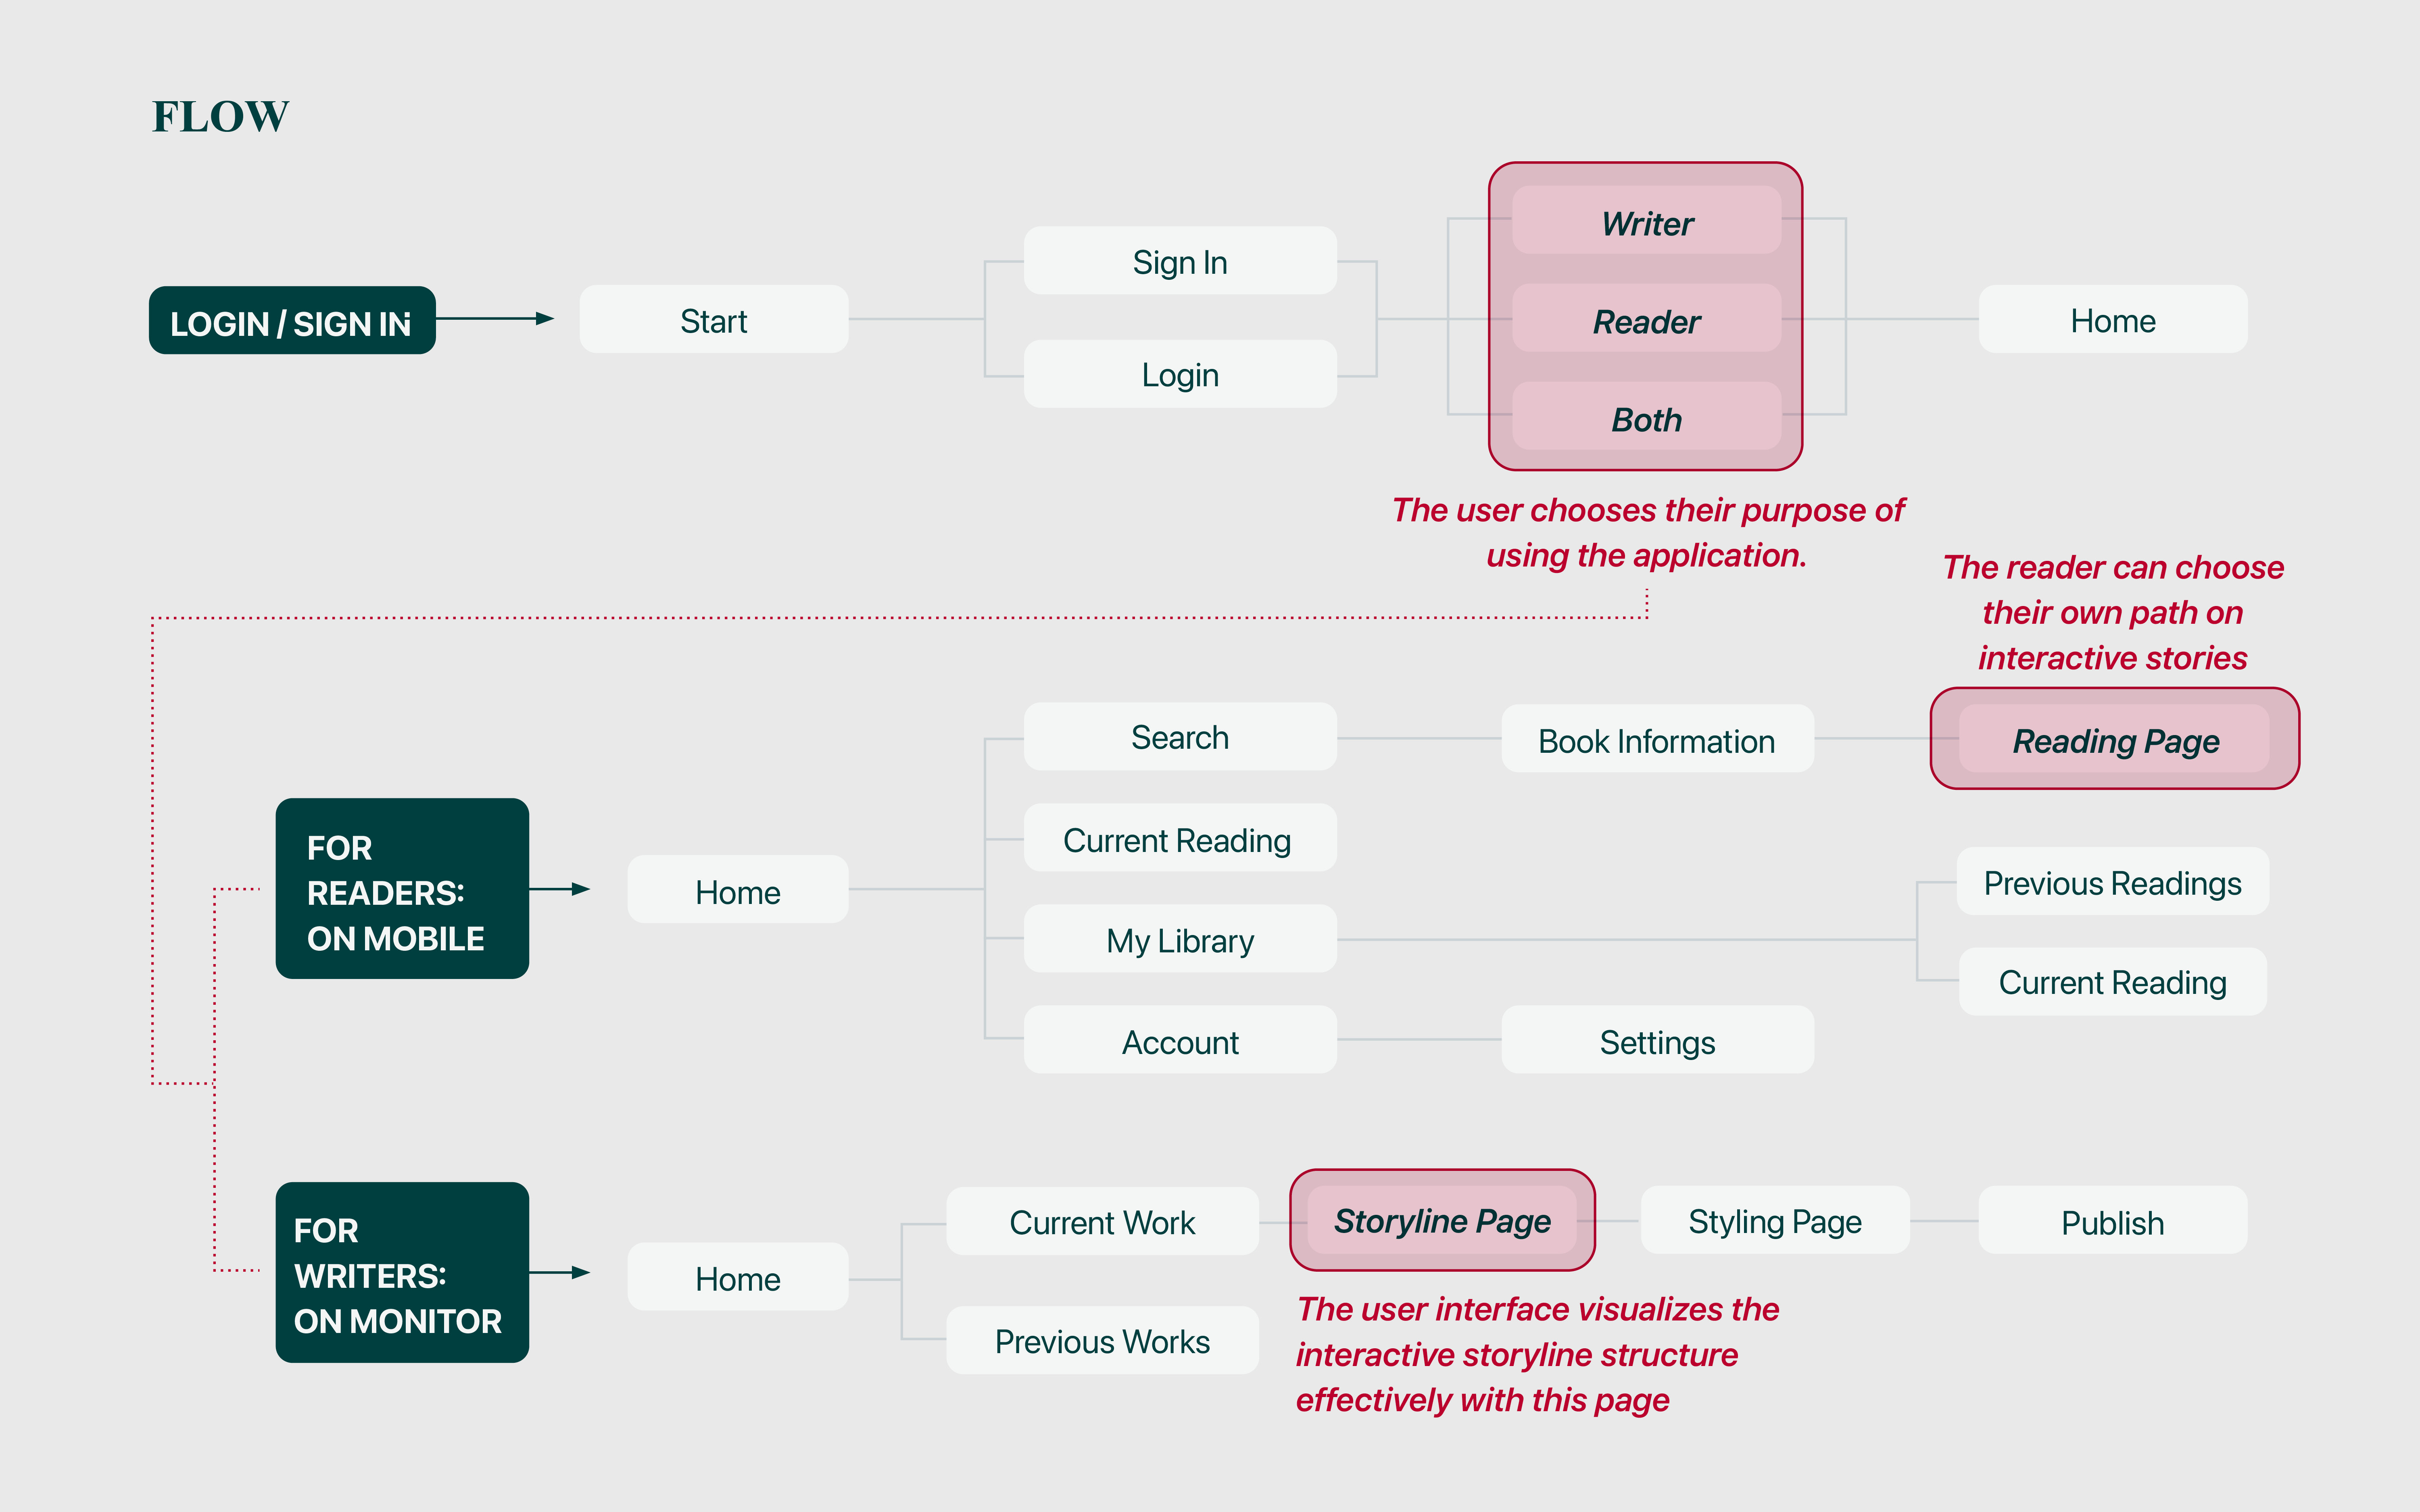 FLOW
LOGIN / SIGN IN
Start
Sign In
Login
Writer
Reader
Both
Home
The user chooses their purpose of
using the application.
The reader can choose
their own path on
interactive stories
FOR
READERS:
ON MOBILE
Home
Search
Book Information
Reading Page
Current Reading
My Library
Previous Readings
Current Reading
Account
Settings
FOR
WRITERS:
ON MONITOR
Home
Current Work
Storyline Page
Styling Page
Publish
Previous Works
The user interface visualizes the
interactive storyline structure
effectively with this page